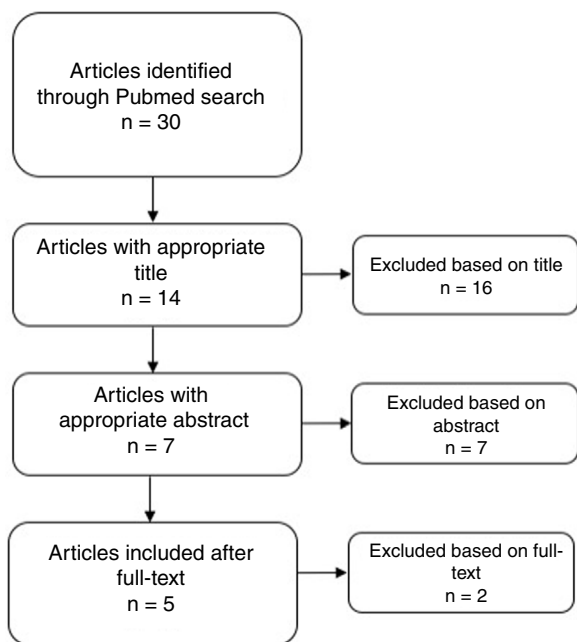 Articles identified
through Pubmed search
n = 30
Articles with appropriate
title
n = 14
Excluded based on title
n = 16
Articles with
appropriate abstract
n = 7
Excluded based on
abstract
n = 7
Articles included after
full-text
n = 5
Excluded based on full-
text
n = 2